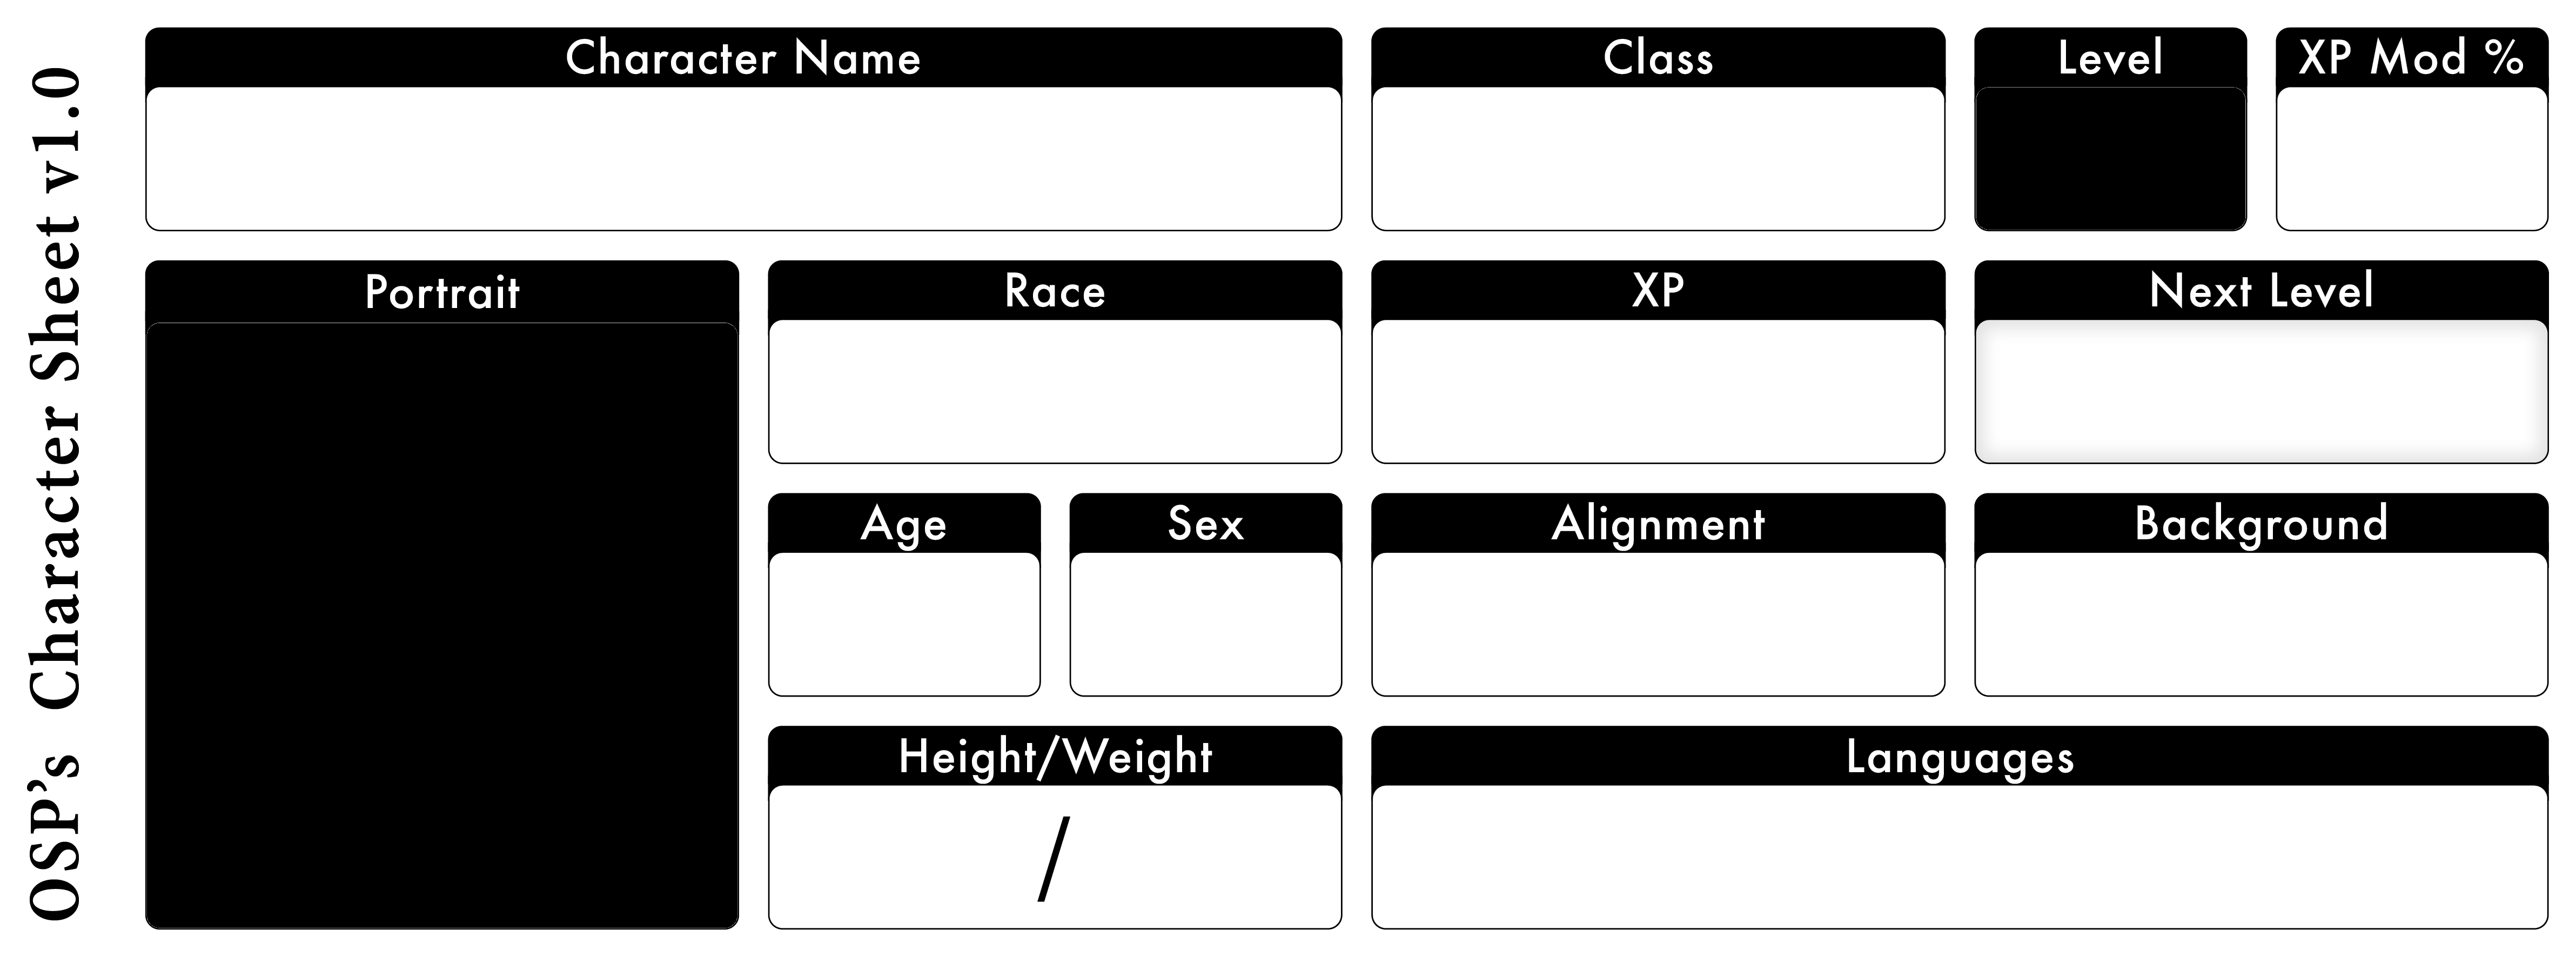 OSP's Character Sheet v1.0
Character Name
Class
Level
XP Mod %
Portrait
Race
XP
Next Level
Age
Sex
Alignment
Background
Height/Weight
/
Languages